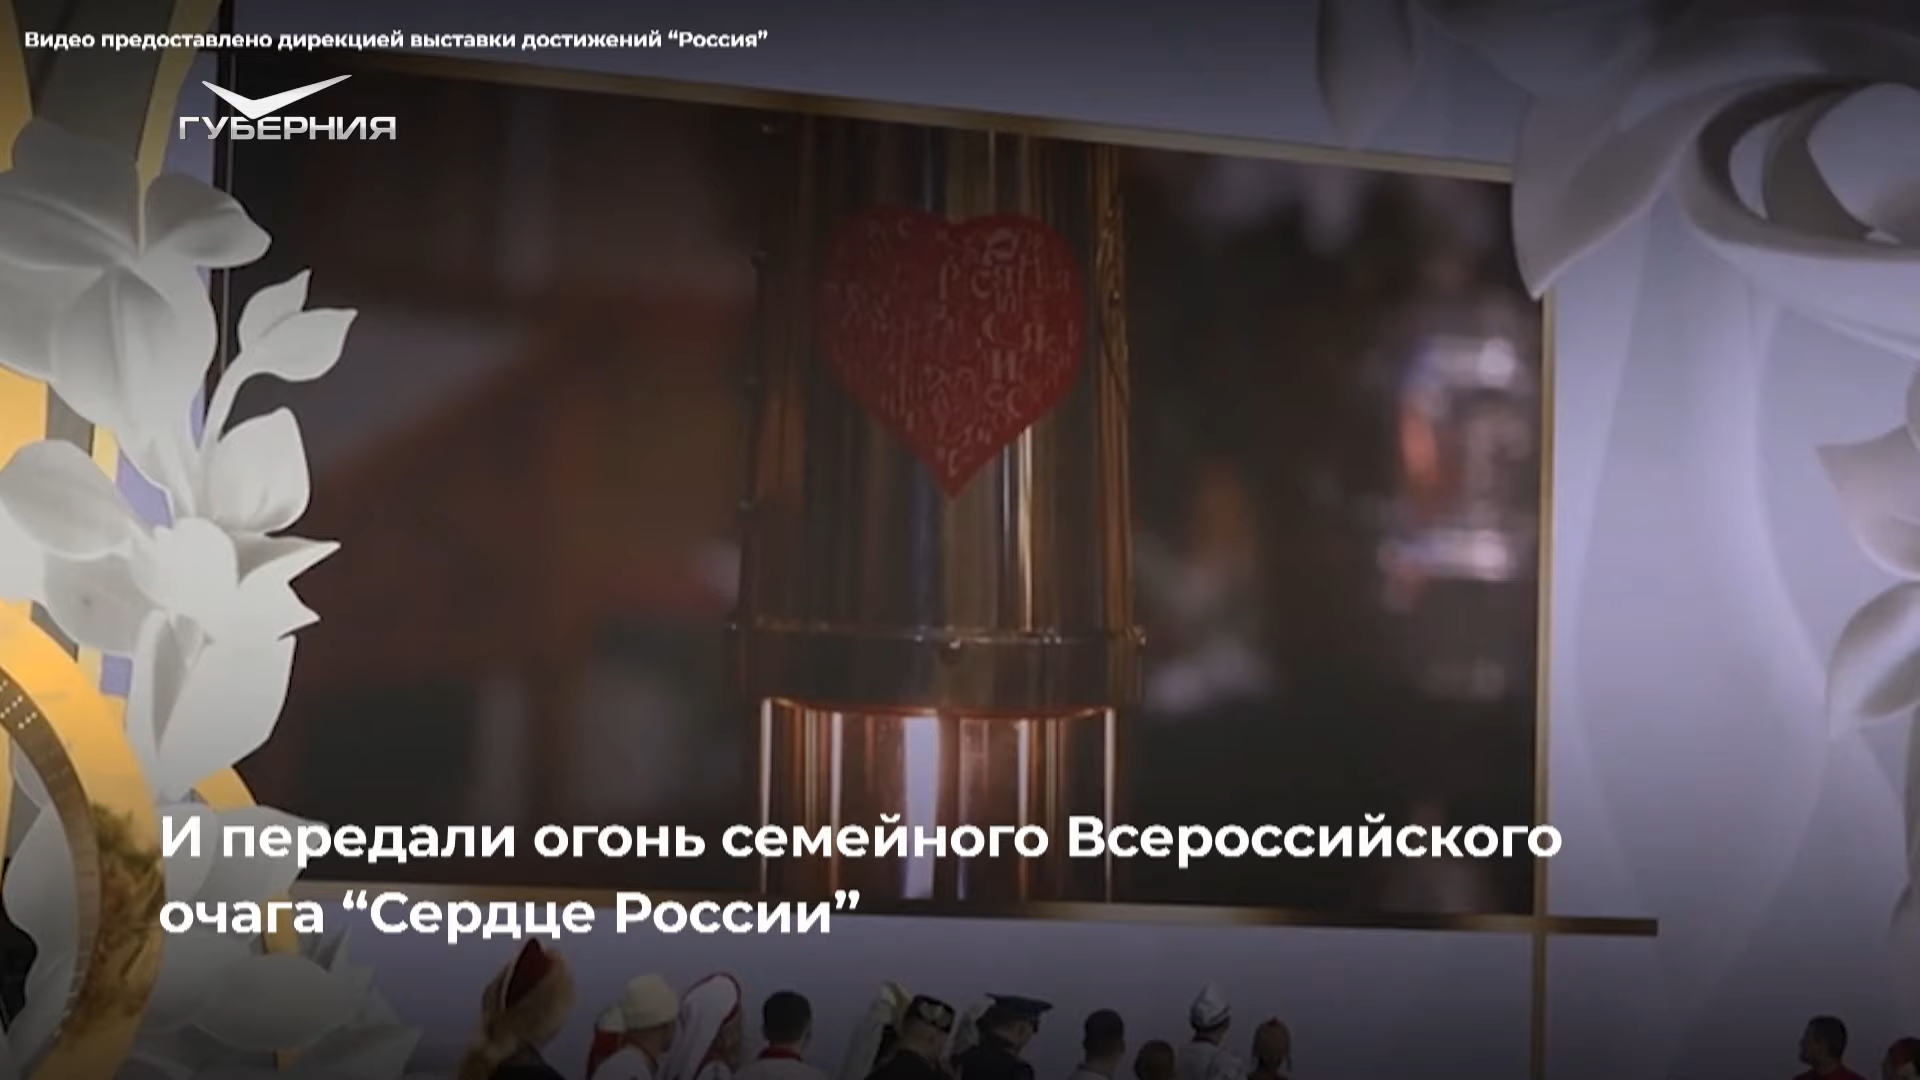 Видео предоставлено дирекцией выставки достижений “Россия”
ГУБЕРНИЯ
И передали огонь семейного Всероссийского
очага “Сердце России”